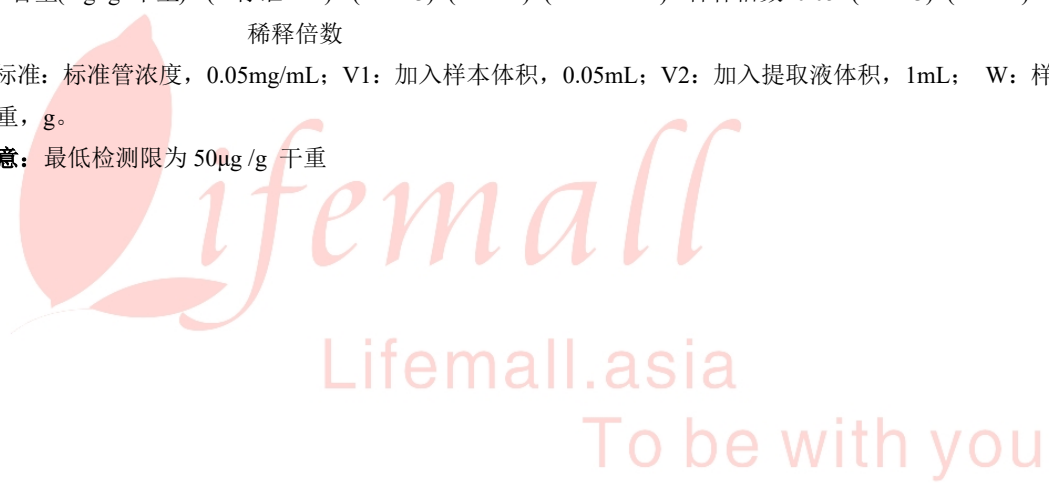 稀释倍数
标准：标准管浓度，0.05mg/mL；V1：加入样本体积，0.05mL；V2：加入提取液体积，1mL； W：样
重，g。
意：最低检测限为 50μg /g 干重
Lifemall
Lifemall.asia
To be with you